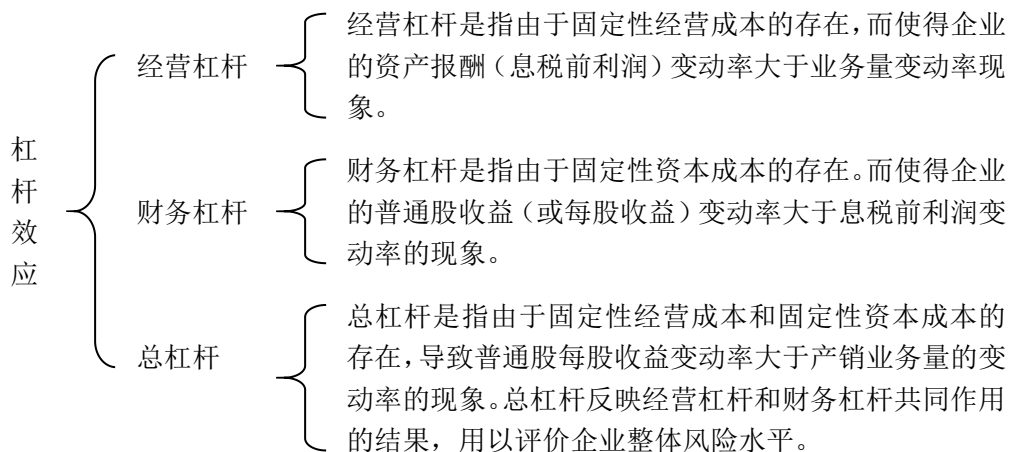 杠杆效应
经营杠杆
经营杠杆是指由于固定性经营成本的存在，而使得企业
的资产报酬（息税前利润）变动率大于业务量变动率现
象。
财务杠杆
财务杠杆是指由于固定性资本成本的存在。而使得企业
的普通股收益（或每股收益）变动率大于息税前利润变
动率的现象。
总杠杆
总杠杆是指由于固定性经营成本和固定性资本成本的
存在，导致普通股每股收益变动率大于产销业务量的变
动率的现象。总杠杆反映经营杠杆和财务杠杆共同作用
的结果，用以评价企业整体风险水平。